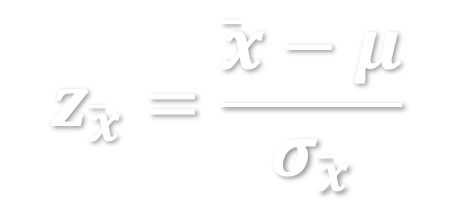 z_x̄ = (x̄ − μ) / σ_x̄